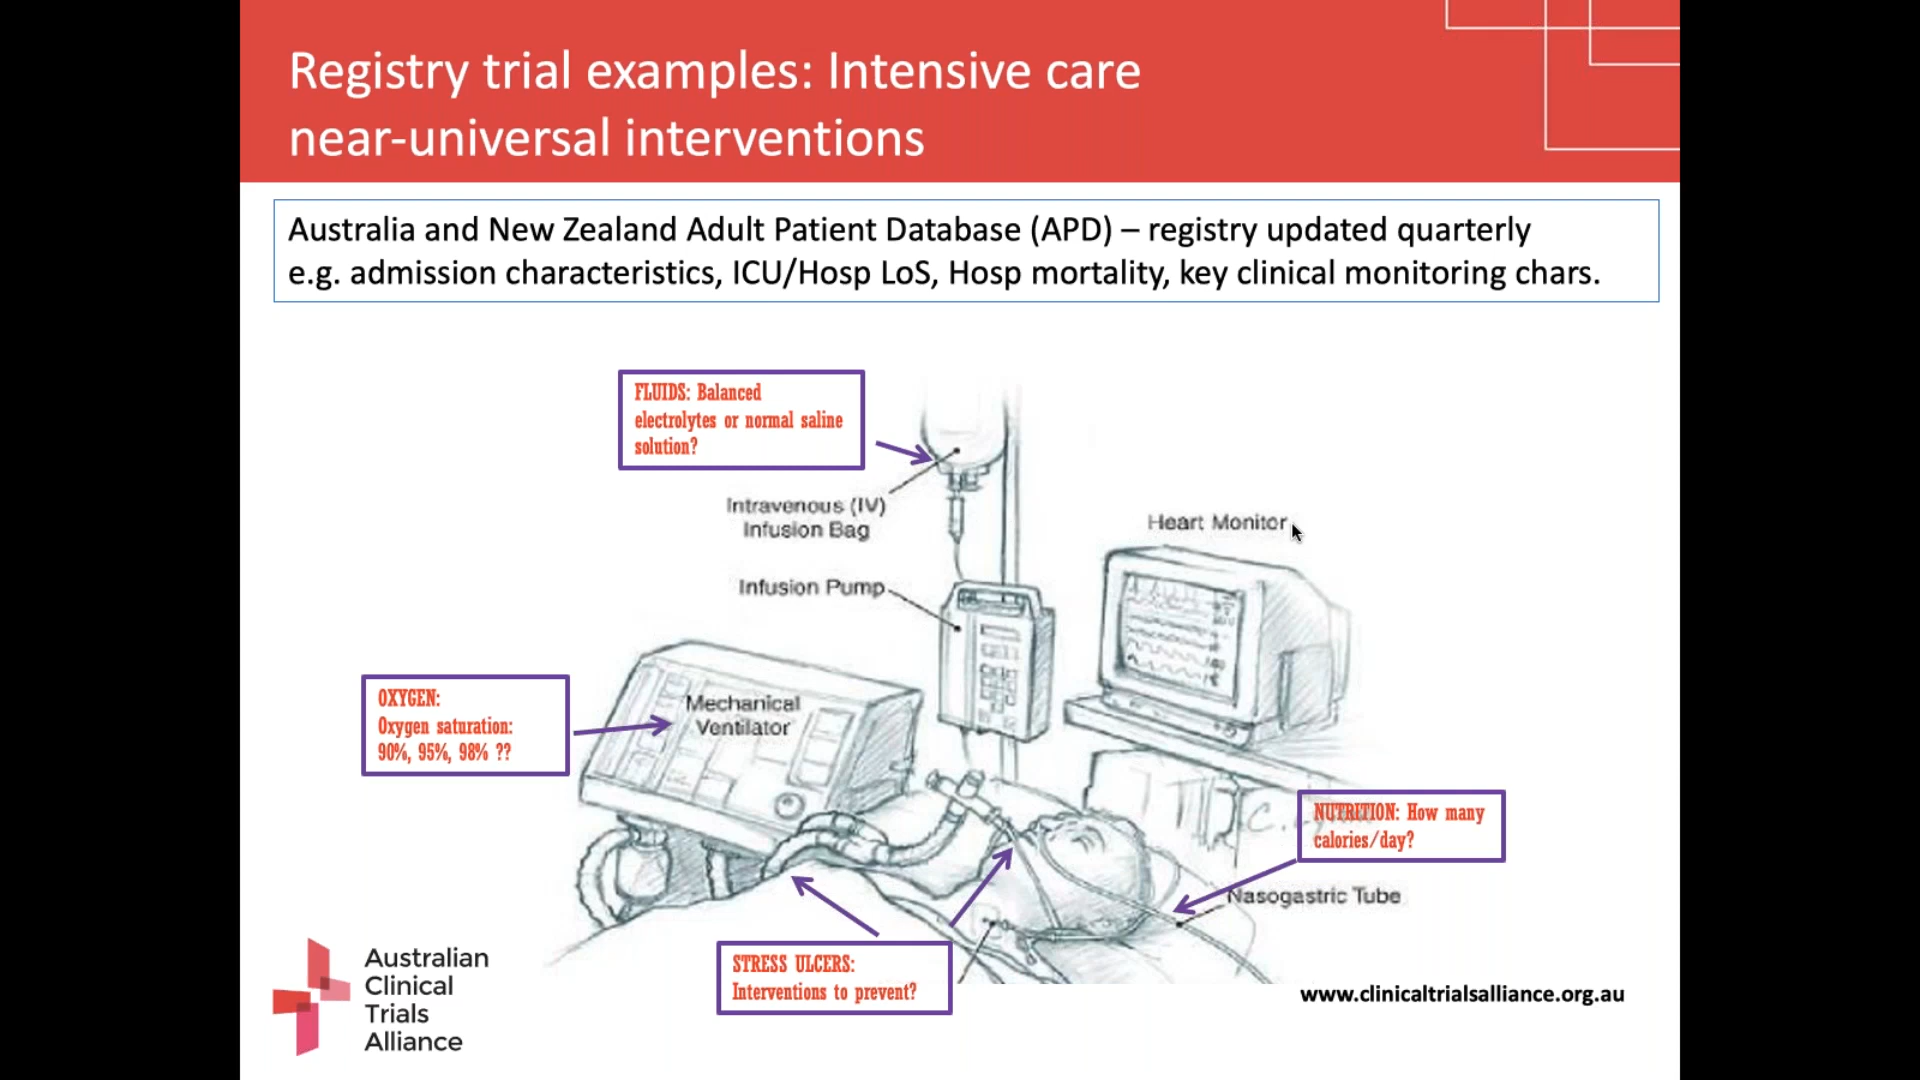 Registry trial examples: Intensive care
near-universal interventions
Australia and New Zealand Adult Patient Database (APD) – registry updated quarterly
e.g. admission characteristics, ICU/Hosp LoS, Hosp mortality, key clinical monitoring chars.
FLUIDS: Balanced
electrolytes or normal saline
solution?
Intravenous (IV)
Infusion Bag
Heart Monitor
Infusion Pump
OXYGEN:
Oxygen saturation:
90%, 95%, 98% ??
Mechanical
Ventilator
NUTRITION: How many
calories/day?
Nasogastric Tube
STRESS ULCERS:
Interventions to prevent?
Australian
Clinical
Trials
Alliance
www.clinicaltrialsalliance.org.au